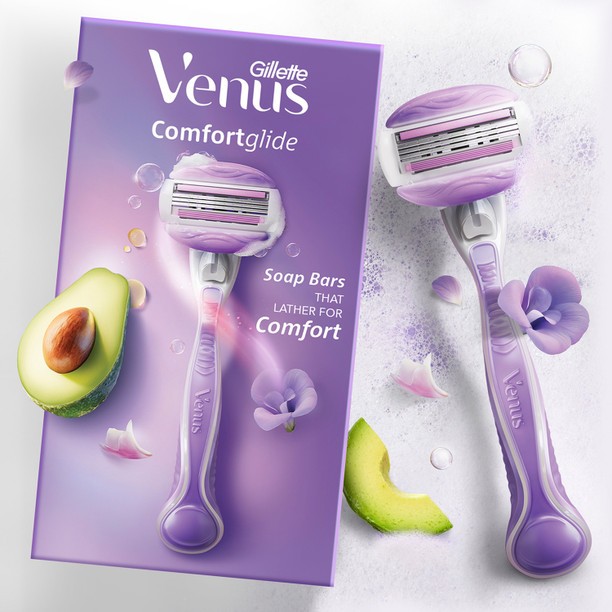 Gillette
Venus
Comfortglide
Soap Bars
THAT
LATHER FOR
Comfort
Venus
Venus